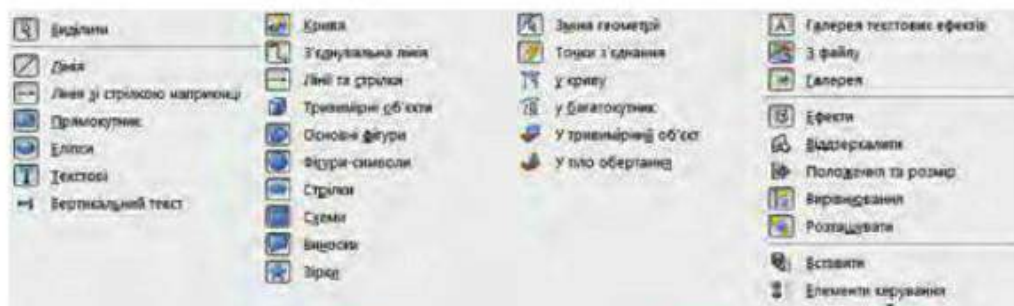 Виділити
Лінія
Лінія зі стрілкою наприкінці
Прямокутник
Еліпси
Текстові
Вертикальний текст
Крива
З'єднувальна лінія
Лінії та стрілки
Тривимірні об'єкти
Основні фігури
Фігури-символи
Стрілки
Схеми
Виноски
Зірки
Зміна геометрії
Точки з'єднання
У криву
У багатокутник
У тривимірний об'єкт
У тіло обертання
Галерея текстових ефектів
З файлу
Галерея
Ефекти
Віддзеркалити
Положення та розмір
Вирівнювання
Розташувати
Вставити
Елементи керування